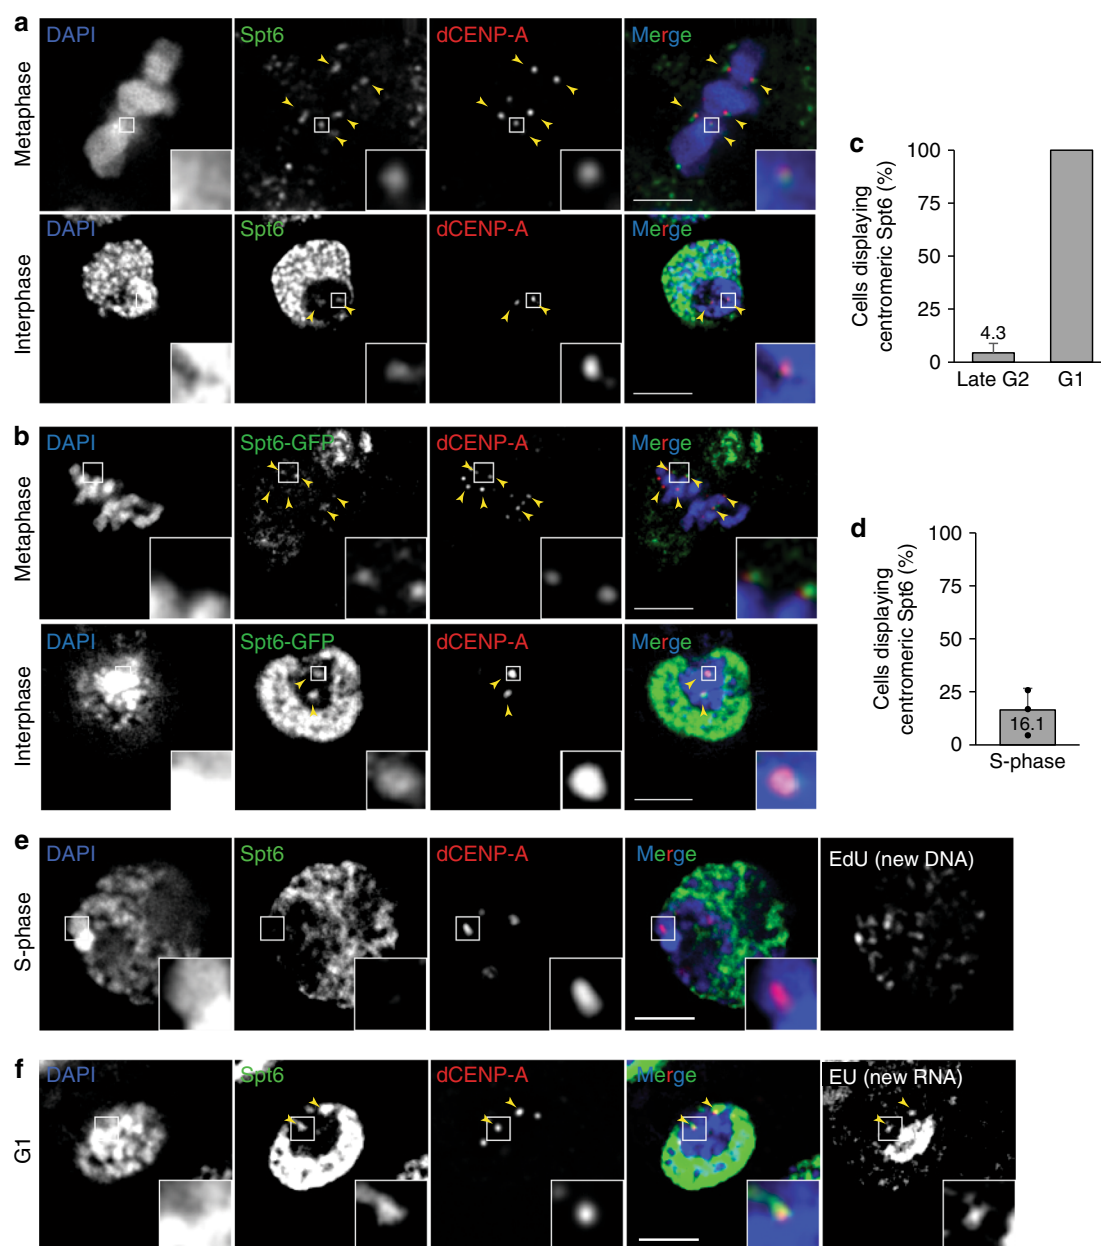 a
Metaphase
DAPI
Spt6
dCENP-A
Merge
Interphase
DAPI
Spt6
dCENP-A
Merge
b
Metaphase
DAPI
Spt6-GFP
dCENP-A
Merge
Interphase
DAPI
Spt6-GFP
dCENP-A
Merge
c
Cells displaying
centromeric Spt6 (%)
100
75
50
25
0
4.3
Late G2
G1
d
Cells displaying
centromeric Spt6 (%)
100
50
25
0
16.1
S-phase
e
S-phase
DAPI
Spt6
dCENP-A
Merge
EdU (new DNA)
f
G1
DAPI
Spt6
dCENP-A
Merge
EU (new RNA)